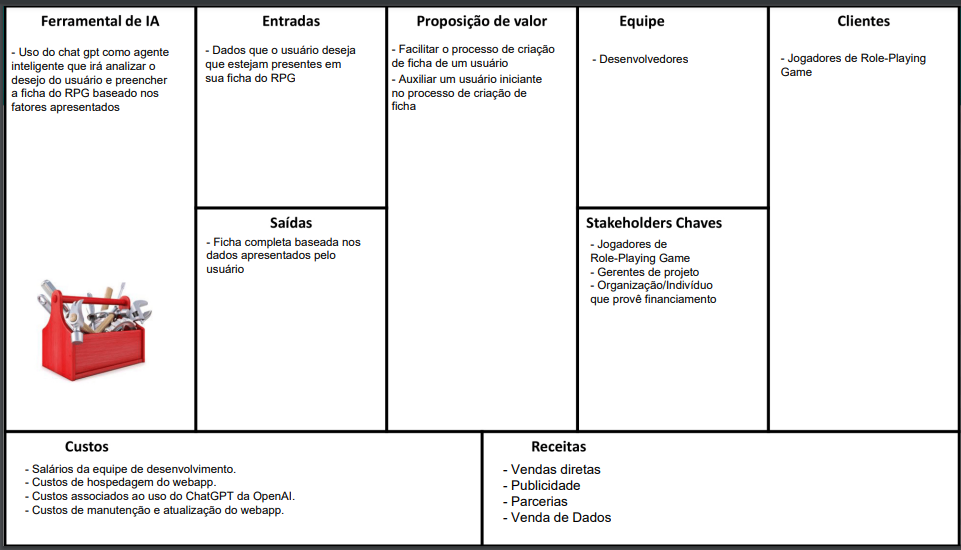 Ferramental de IA
- Uso do chat gpt como agente
inteligente que irá analizar o
desejo do usuário e preencher
a ficha do RPG baseado nos
fatores apresentados
Entradas
- Dados que o usuário deseja
que estejam presentes em
sua ficha do RPG
Saídas
- Ficha completa baseada nos
dados apresentados pelo
usuário
Proposição de valor
- Facilitar o processo de criação
de ficha de um usuário
- Auxiliar um usuário iniciante
no processo de criação de
ficha
Equipe
- Desenvolvedores
Stakeholders Chaves
- Jogadores de
Role-Playing Game
- Gerentes de projeto
- Organização/Indivíduo
que provê financiamento
Clientes
- Jogadores de Role-Playing
Game
Custos
- Salários da equipe de desenvolvimento.
- Custos de hospedagem do webapp.
- Custos associados ao uso do ChatGPT da OpenAI.
- Custos de manutenção e atualização do webapp.
Receitas
- Vendas diretas
- Publicidade
- Parcerias
- Venda de Dados